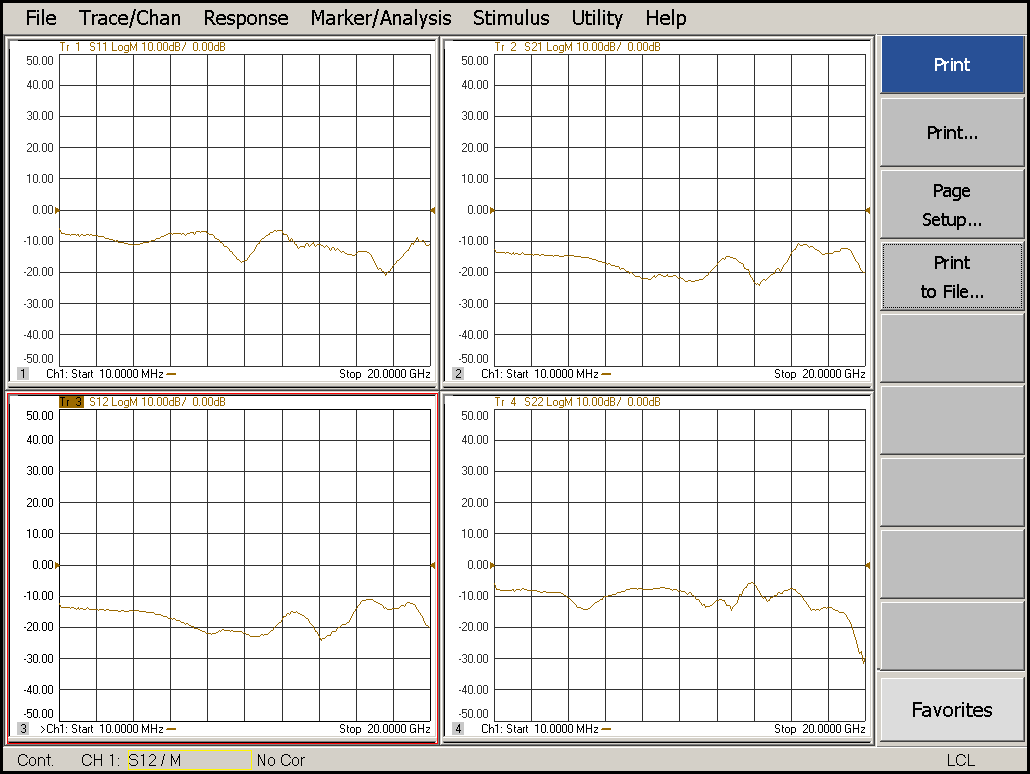 File Trace/Chan Response Marker/Analysis Stimulus Utility Help
Tr 1 S11 LogM 10.00dB/ 0.00dB
50.00
40.00
30.00
20.00
10.00
0.00
-10.00
-20.00
-30.00
-40.00
-50.00
1 Ch1: Start 10.0000 MHz Stop 20.0000 GHz
Tr 2 S21 LogM 10.00dB/ 0.00dB
50.00
40.00
30.00
20.00
10.00
0.00
-10.00
-20.00
-30.00
-40.00
-50.00
2 Ch1: Start 10.0000 MHz Stop 20.0000 GHz
Tr 3 S12 LogM 10.00dB/ 0.00dB
50.00
40.00
30.00
20.00
10.00
0.00
-10.00
-20.00
-30.00
-40.00
-50.00
3 >Ch1: Start 10.0000 MHz Stop 20.0000 GHz
Tr 4 S22 LogM 10.00dB/ 0.00dB
50.00
40.00
30.00
20.00
10.00
0.00
-10.00
-20.00
-30.00
-40.00
-50.00
4 Ch1: Start 10.0000 MHz Stop 20.0000 GHz
Print
Print...
Page
Setup...
Print
to File...
Favorites
Cont. CH 1: S12 / M No Cor LCL